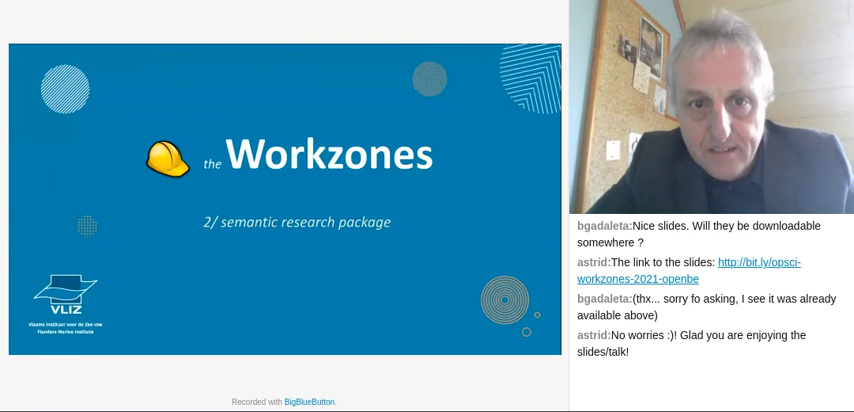 the Workzones
2/ semantic research package
VLIZ
Vlaams Instituut voor de Zee vzw
Flanders Marine Institute
Recorded with BigBlueButton.
bgadaleta:Nice slides. Will they be downloadable
somewhere ?
astrid:The link to the slides: http://bit.ly/opsci-
workzones-2021-openbe
bgadaleta:(thx... sorry fo asking, I see it was already
available above)
astrid:No worries :)! Glad you are enjoying the
slides/talk!